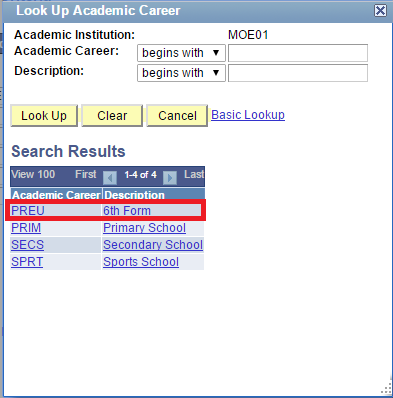 Look Up Academic Career
Academic Institution: MOE01
Academic Career: begins with
Description: begins with
Look Up Clear Cancel Basic Lookup
Search Results
View 100 First 1-4 of 4 Last
Academic Career Description
PREU 6th Form
PRIM Primary School
SECS Secondary School
SPRT Sports School